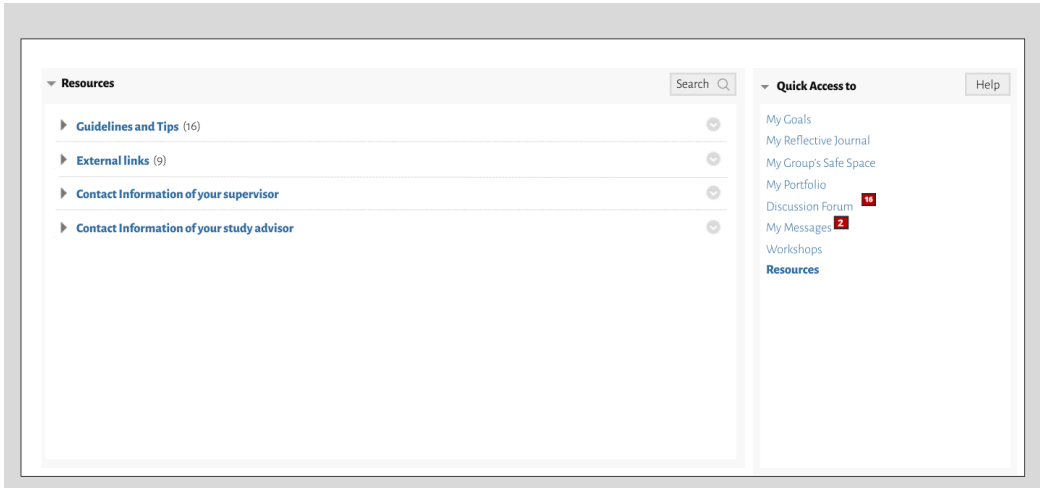 Resources
Search
Guidelines and Tips (16)
External links (9)
Contact Information of your supervisor
Contact Information of your study advisor
Quick Access to
Help
My Goals
My Reflective Journal
My Group's Safe Space
My Portfolio
Discussion Forum 16
My Messages 2
Workshops
Resources